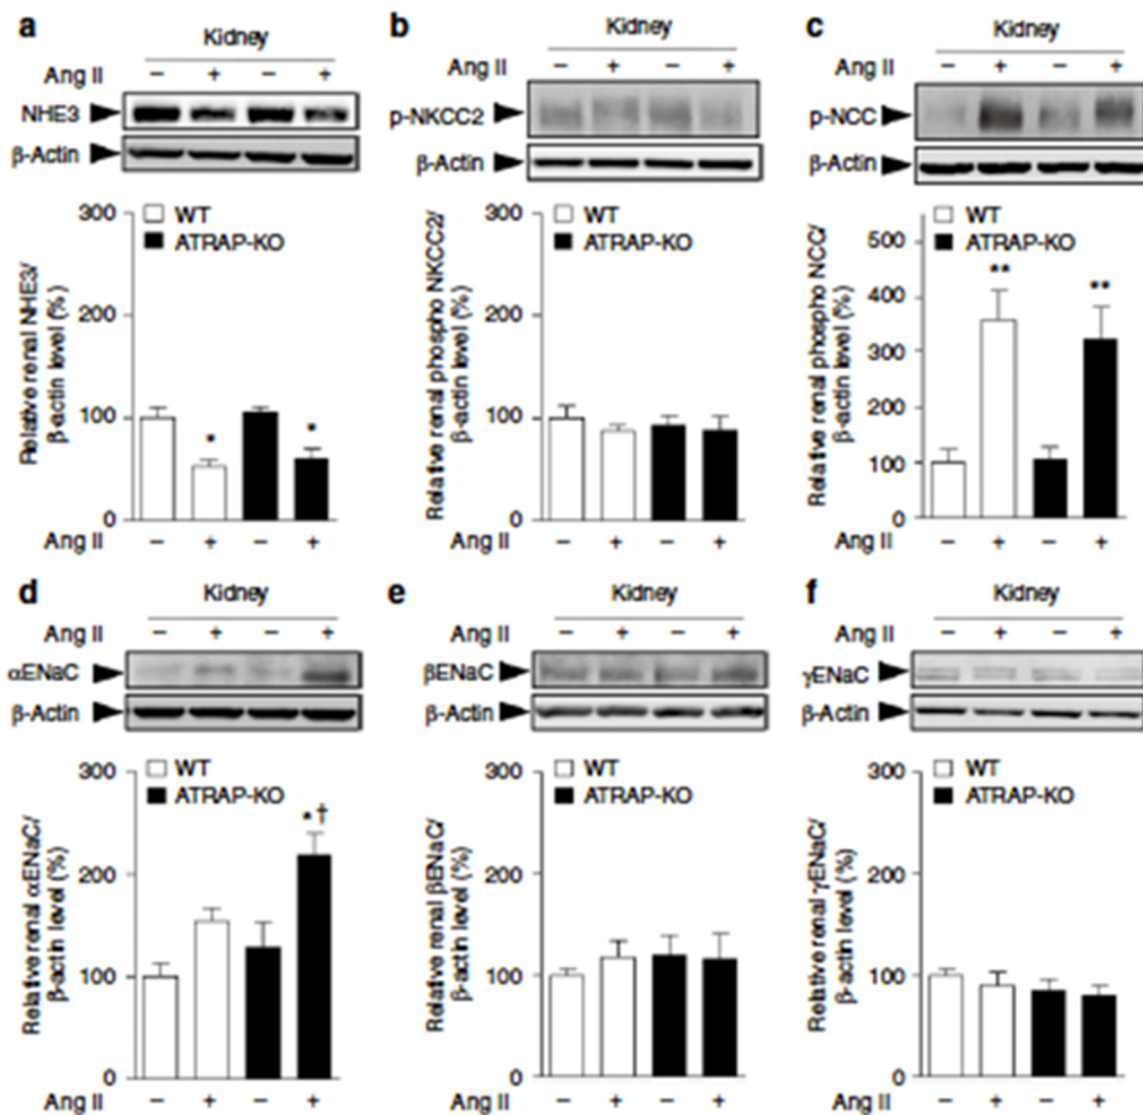 a
Kidney
Ang II − + − +
NHE3
β-Actin
300
200
100
0
WT
ATRAP-KO
Relative renal NHE3/
β-actin level (%)
*
*
Ang II − + − +
b
Kidney
Ang II − + − +
p-NKCC2
β-Actin
300
200
100
0
WT
ATRAP-KO
Relative renal phospho NKCC2/
β-actin level (%)
Ang II − + − +
c
Kidney
Ang II − + − +
p-NCC
β-Actin
500
400
300
200
100
0
WT
ATRAP-KO
Relative renal phospho NCC/
β-actin level (%)
**
**
Ang II − + − +
d
Kidney
Ang II − + − +
αENaC
β-Actin
300
200
100
0
WT
ATRAP-KO
Relative renal αENaC/
β-actin level (%)
*†
Ang II − + − +
e
Kidney
Ang II − + − +
βENaC
β-Actin
300
200
100
0
WT
ATRAP-KO
Relative renal βENaC/
β-actin level (%)
Ang II − + − +
f
Kidney
Ang II − + − +
γENaC
β-Actin
300
200
100
0
WT
ATRAP-KO
Relative renal γENaC/
β-actin level (%)
Ang II − + − +